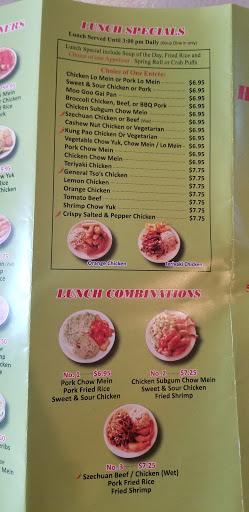 LUNCH SPECIALS
Lunch Served Until 3:00 pm Daily (Dine In only)
Lunch Special include Soup of the Day, Fried Rice and
Choice of one Appetizer: Spring Roll or Crab Puffs
Choice of One Entrée:
Chicken Lo Mein or Pork Lo Mein $6.95
Sweet & Sour Chicken or Pork $6.95
Moo Goo Gai Pan $6.95
Broccoli Chicken, Beef, or BBQ Pork $6.95
Chicken Subgum Chow Mein $6.95
Szechuan Chicken or Beef (Wet) $6.95
Cashew Nut Chicken or Vegetarian $6.95
Kung Pao Chicken Or Vegetarian $6.95
Vegetable Chow Yuk, Chow Mein / Lo Mein $6.95
Pork Chow Mein $6.95
Chicken Chow Mein $6.95
Teriyaki Chicken $7.75
General Tso's Chicken $7.75
Lemon Chicken $7.75
Orange Chicken $7.75
Tomato Beef $7.75
Shrimp Chow Yuk $7.75
Crispy Salted & Pepper Chicken $7.75
Orange Chicken
Teriyaki Chicken
LUNCH COMBINATIONS
No. 1 $6.95
Pork Chow Mein
Pork Fried Rice
Sweet & Sour Chicken
No. 2 $7.25
Chicken Subgum Chow Mein
Sweet & Sour Chicken
Fried Shrimp
No. 3 $7.25
Szechuan Beef / Chicken (Wet)
Pork Fried Rice
Fried Shrimp